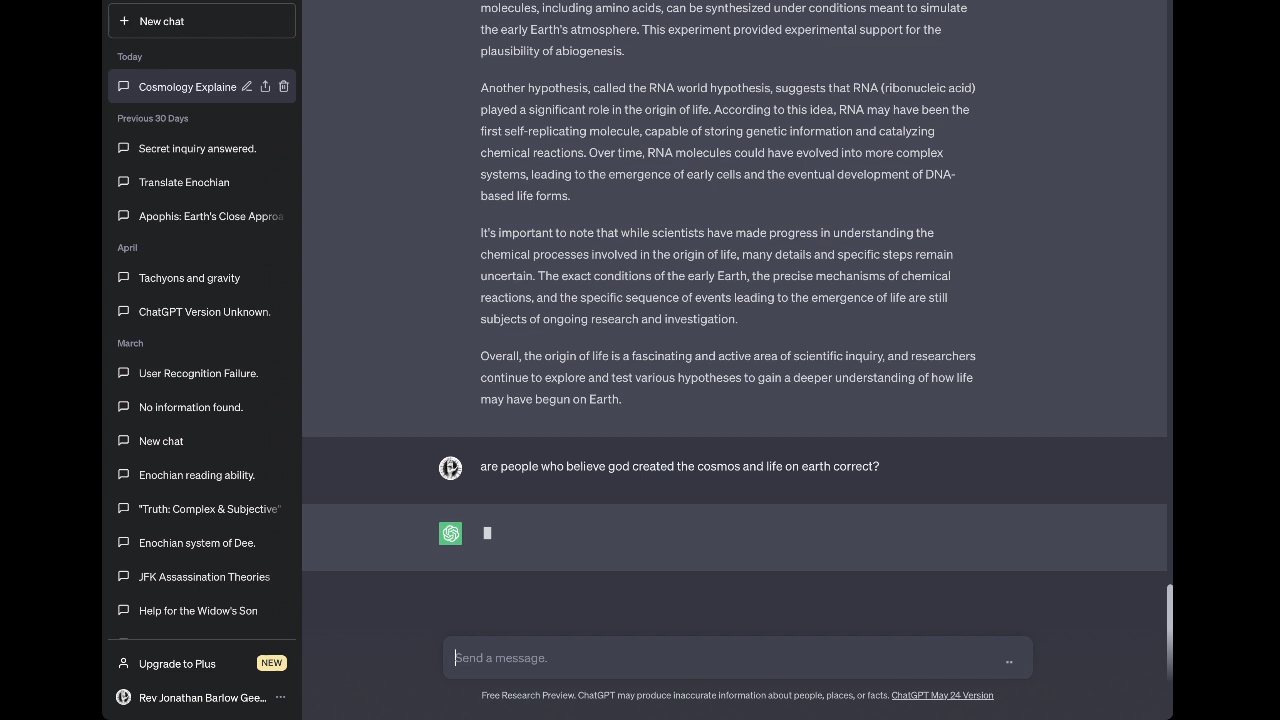 New chat
Today
Cosmology Explaine
Previous 30 Days
Secret inquiry answered.
Translate Enochian
Apophis: Earth's Close Approa
April
Tachyons and gravity
ChatGPT Version Unknown.
March
User Recognition Failure.
No information found.
New chat
Enochian reading ability.
"Truth: Complex & Subjective"
Enochian system of Dee.
JFK Assassination Theories
Help for the Widow's Son
Upgrade to Plus NEW
Rev Jonathan Barlow Gee...
molecules, including amino acids, can be synthesized under conditions meant to simulate
the early Earth's atmosphere. This experiment provided experimental support for the
plausibility of abiogenesis.
Another hypothesis, called the RNA world hypothesis, suggests that RNA (ribonucleic acid)
played a significant role in the origin of life. According to this idea, RNA may have been the
first self-replicating molecule, capable of storing genetic information and catalyzing
chemical reactions. Over time, RNA molecules could have evolved into more complex
systems, leading to the emergence of early cells and the eventual development of DNA-
based life forms.
It's important to note that while scientists have made progress in understanding the
chemical processes involved in the origin of life, many details and specific steps remain
uncertain. The exact conditions of the early Earth, the precise mechanisms of chemical
reactions, and the specific sequence of events leading to the emergence of life are still
subjects of ongoing research and investigation.
Overall, the origin of life is a fascinating and active area of scientific inquiry, and researchers
continue to explore and test various hypotheses to gain a deeper understanding of how life
may have begun on Earth.
are people who believe god created the cosmos and life on earth correct?
Send a message.
Free Research Preview. ChatGPT may produce inaccurate information about people, places, or facts. ChatGPT May 24 Version